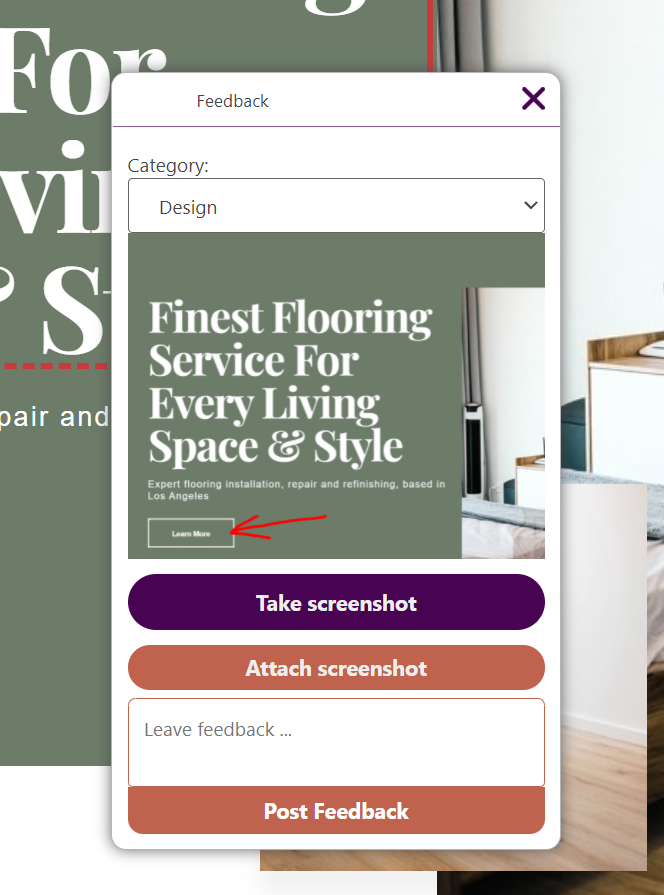 For
Feedback
Category:
Design
Finest Flooring
Service For
Every Living
Space & Style
Expert flooring installation, repair and refinishing, based in
Los Angeles
Learn More
Take screenshot
Attach screenshot
Leave feedback ...
Post Feedback
pair and